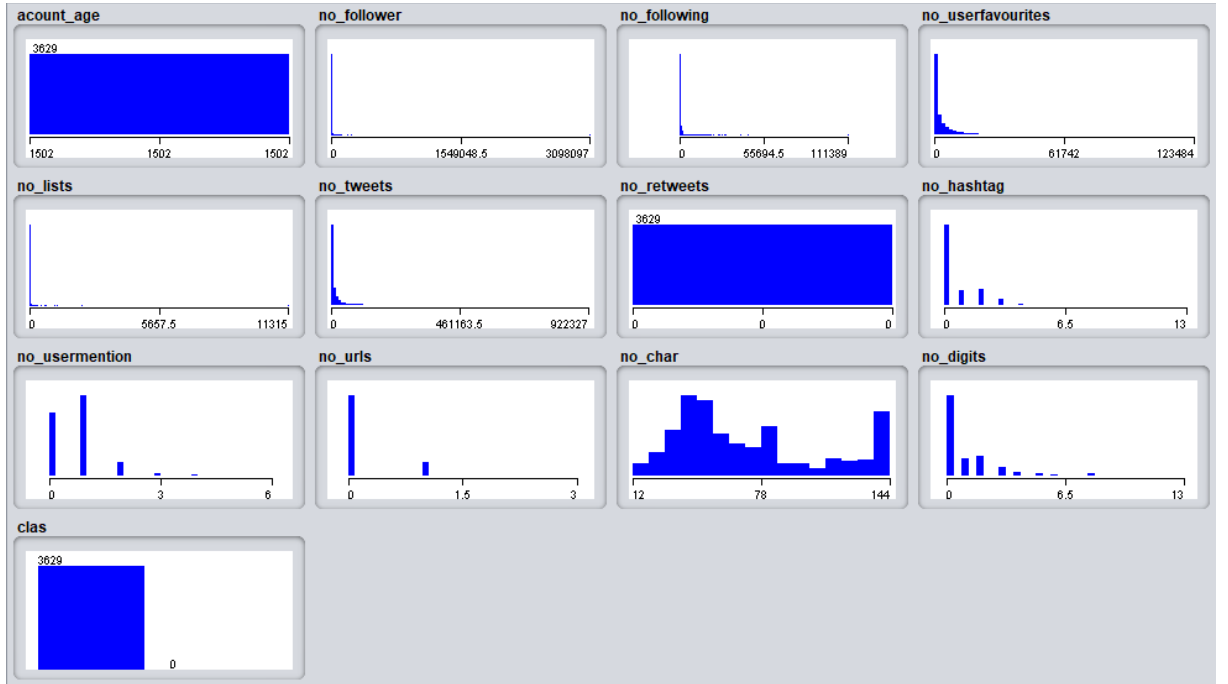 acount_age
3629
1502 1502 1502
no_follower
0 1549048.5 3098097
no_following
0 55694.5 111389
no_userfavourites
0 61742 123484
no_lists
0 5657.5 11315
no_tweets
0 461163.5 922327
no_retweets
3629
0 0 0
no_hashtag
0 6.5 13
no_usermention
0 3 6
no_urls
0 1.5 3
no_char
12 78 144
no_digits
0 6.5 13
clas
3629
0